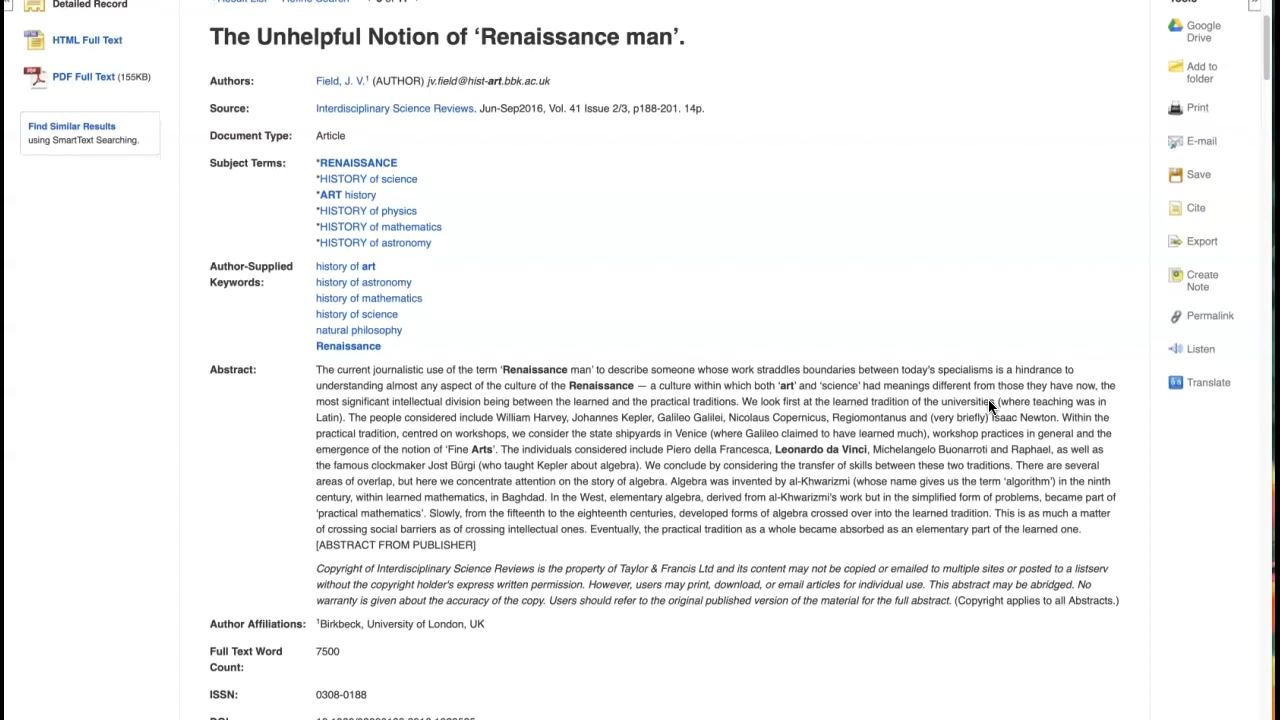 Detailed Record
HTML Full Text
PDF Full Text (155KB)
Find Similar Results
using SmartText Searching.
The Unhelpful Notion of ‘Renaissance man’.
Authors: Field, J. V.¹ (AUTHOR) jv.field@hist-art.bbk.ac.uk
Source: Interdisciplinary Science Reviews. Jun-Sep2016, Vol. 41 Issue 2/3, p188-201. 14p.
Document Type: Article
Subject Terms: *RENAISSANCE
*HISTORY of science
*ART history
*HISTORY of physics
*HISTORY of mathematics
*HISTORY of astronomy
Author-Supplied history of art
Keywords: history of astronomy
history of mathematics
history of science
natural philosophy
Renaissance
Abstract: The current journalistic use of the term ‘Renaissance man’ to describe someone whose work straddles boundaries between today's specialisms is a hindrance to
understanding almost any aspect of the culture of the Renaissance — a culture within which both ‘art’ and ‘science’ had meanings different from those they have now, the
most significant intellectual division being between the learned and the practical traditions. We look first at the learned tradition of the universities (where teaching was in
Latin). The people considered include William Harvey, Johannes Kepler, Galileo Galilei, Nicolaus Copernicus, Regiomontanus and (very briefly) Isaac Newton. Within the
practical tradition, centred on workshops, we consider the state shipyards in Venice (where Galileo claimed to have learned much), workshop practices in general and the
emergence of the notion of ‘Fine Arts’. The individuals considered include Piero della Francesca, Leonardo da Vinci, Michelangelo Buonarroti and Raphael, as well as
the famous clockmaker Jost Bürgi (who taught Kepler about algebra). We conclude by considering the transfer of skills between these two traditions. There are several
areas of overlap, but here we concentrate attention on the story of algebra. Algebra was invented by al-Khwarizmi (whose name gives us the term ‘algorithm’) in the ninth
century, within learned mathematics, in Baghdad. In the West, elementary algebra, derived from al-Khwarizmi's work but in the simplified form of problems, became part of
‘practical mathematics’. Slowly, from the fifteenth to the eighteenth centuries, developed forms of algebra crossed over into the learned tradition. This is as much a matter
of crossing social barriers as of crossing intellectual ones. Eventually, the practical tradition as a whole became absorbed as an elementary part of the learned one.
[ABSTRACT FROM PUBLISHER]
Copyright of Interdisciplinary Science Reviews is the property of Taylor & Francis Ltd and its content may not be copied or emailed to multiple sites or posted to a listserv
without the copyright holder's express written permission. However, users may print, download, or email articles for individual use. This abstract may be abridged. No
warranty is given about the accuracy of the copy. Users should refer to the original published version of the material for the full abstract. (Copyright applies to all Abstracts.)
Author Affiliations: ¹Birkbeck, University of London, UK
Full Text Word 7500
Count:
ISSN: 0308-0188
Google
Drive
Add to
folder
Print
E-mail
Save
Cite
Export
Create
Note
Permalink
Listen
Translate